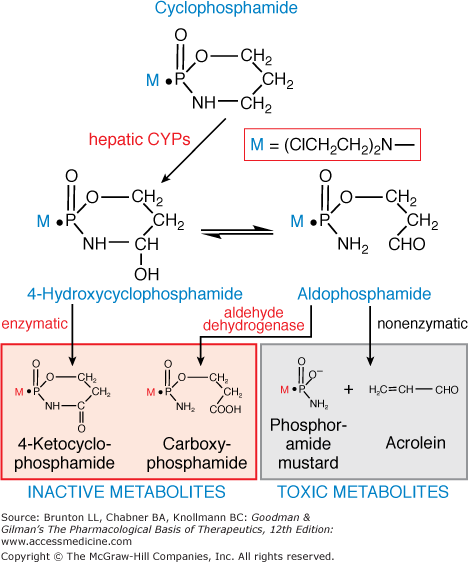 Cyclophosphamide
O
O
CH₂
M •P
CH₂
NH
CH₂
hepatic CYPs
M = (ClCH₂CH₂)₂N—
O
O
CH₂
M •P
CH₂
NH
CH
OH
O
O
CH₂
M •P
CH₂
NH₂
CHO
4-Hydroxycyclophosphamide
Aldophosphamide
enzymatic
aldehyde
dehydrogenase
nonenzymatic
O
O
CH₂
M •P
CH₂
NH
C
O
O
O
CH₂
M •P
CH₂
NH₂
COOH
O
O⁻
M •P
NH₂
+
H₂C=CH—CHO
4-Ketocyclo-
phosphamide
Carboxy-
phosphamide
Phosphor-
amide
mustard
Acrolein
INACTIVE METABOLITES
TOXIC METABOLITES
Source: Brunton LL, Chabner BA, Knollmann BC: Goodman &
Gilman's The Pharmacological Basis of Therapeutics, 12th Edition:
www.accessmedicine.com
Copyright © The McGraw-Hill Companies, Inc. All rights reserved.